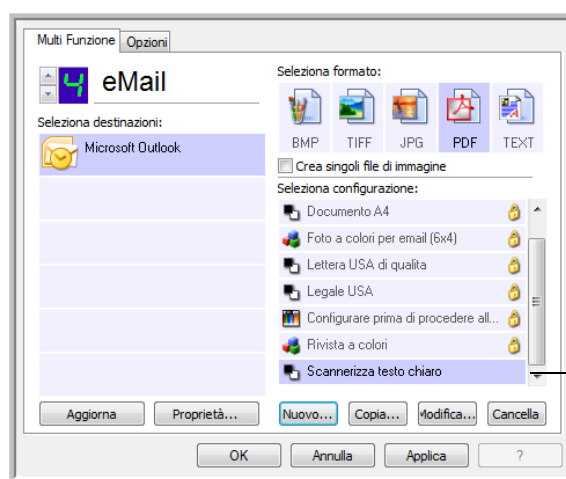 Multi Funzione Opzioni
4 eMail
Seleziona destinazioni:
Microsoft Outlook
Aggiorna Proprietà...
Seleziona formato:
BMP TIFF JPG PDF TEXT
Crea singoli file di immagine
Seleziona configurazione:
Documento A4
Foto a colori per email (6x4)
Lettera USA di qualita
Legale USA
Configurare prima di procedere all...
Rivista a colori
Scannerizza testo chiaro
Nuovo... Copia... Modifica... Cancella
OK Annulla Applica ?